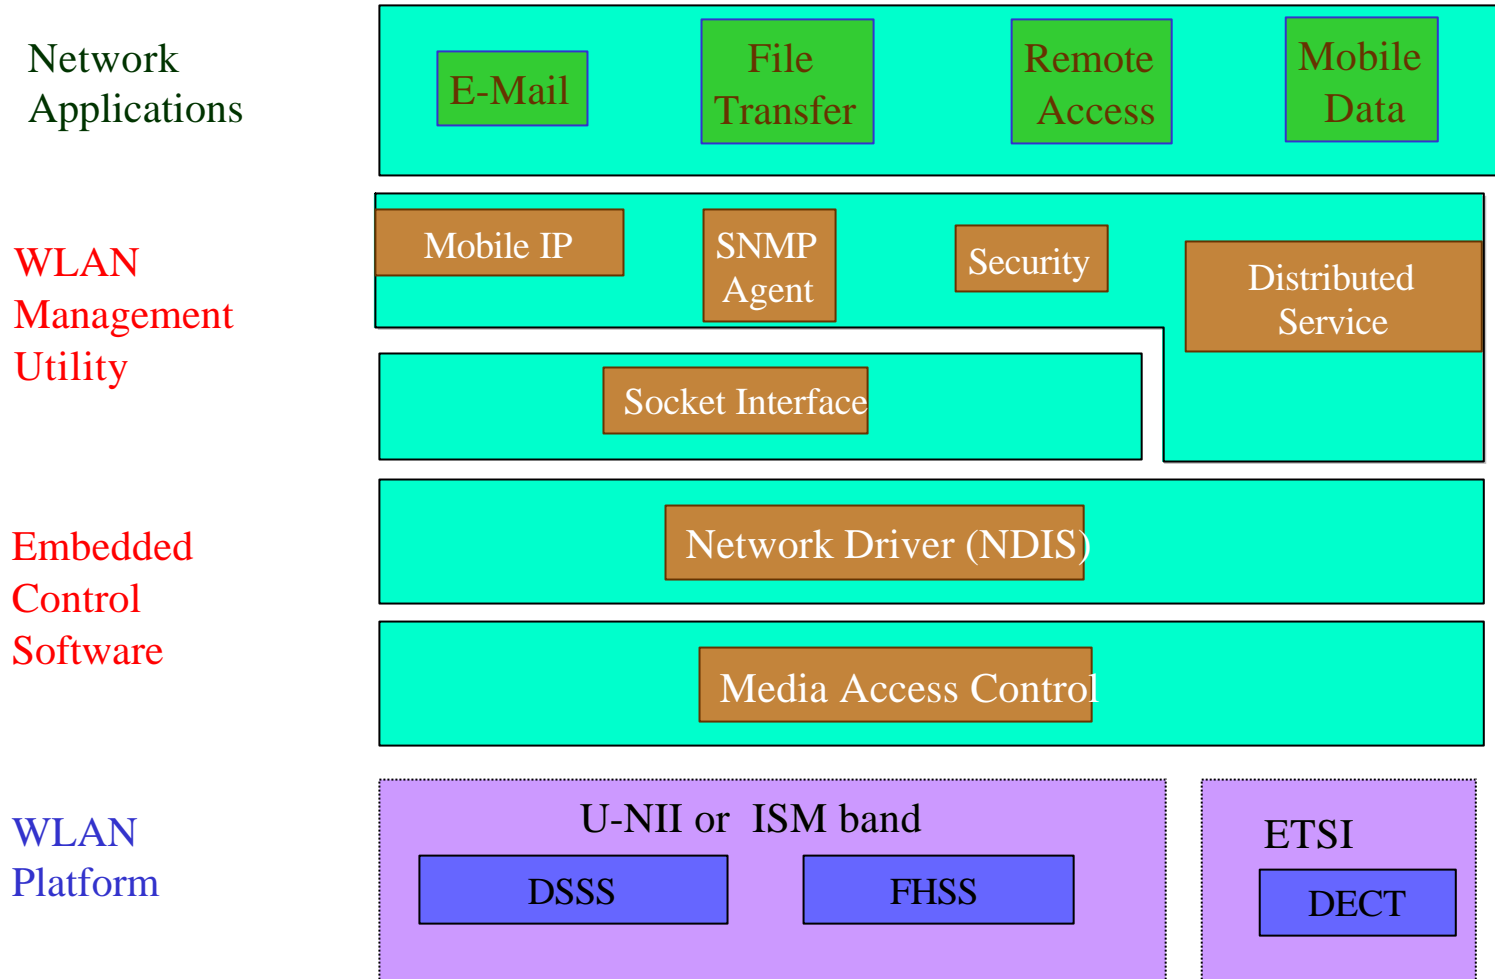 Network
Applications
E-Mail
File
Transfer
Remote
Access
Mobile
Data
WLAN
Management
Utility
Mobile IP
SNMP
Agent
Security
Distributed
Service
Socket Interface
Embedded
Control
Software
Network Driver (NDIS)
Media Access Control
WLAN
Platform
U-NII or ISM band
DSSS
FHSS
ETSI
DECT